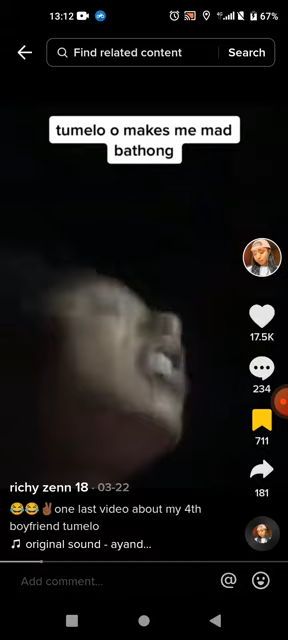 13:12
67%
Find related content
Search
tumelo o makes me mad
bathong
17.5K
234
711
181
richy zenn 18 · 03-22
😂😂✌🏾one last video about my 4th
boyfriend tumelo
original sound - ayand...
Add comment...